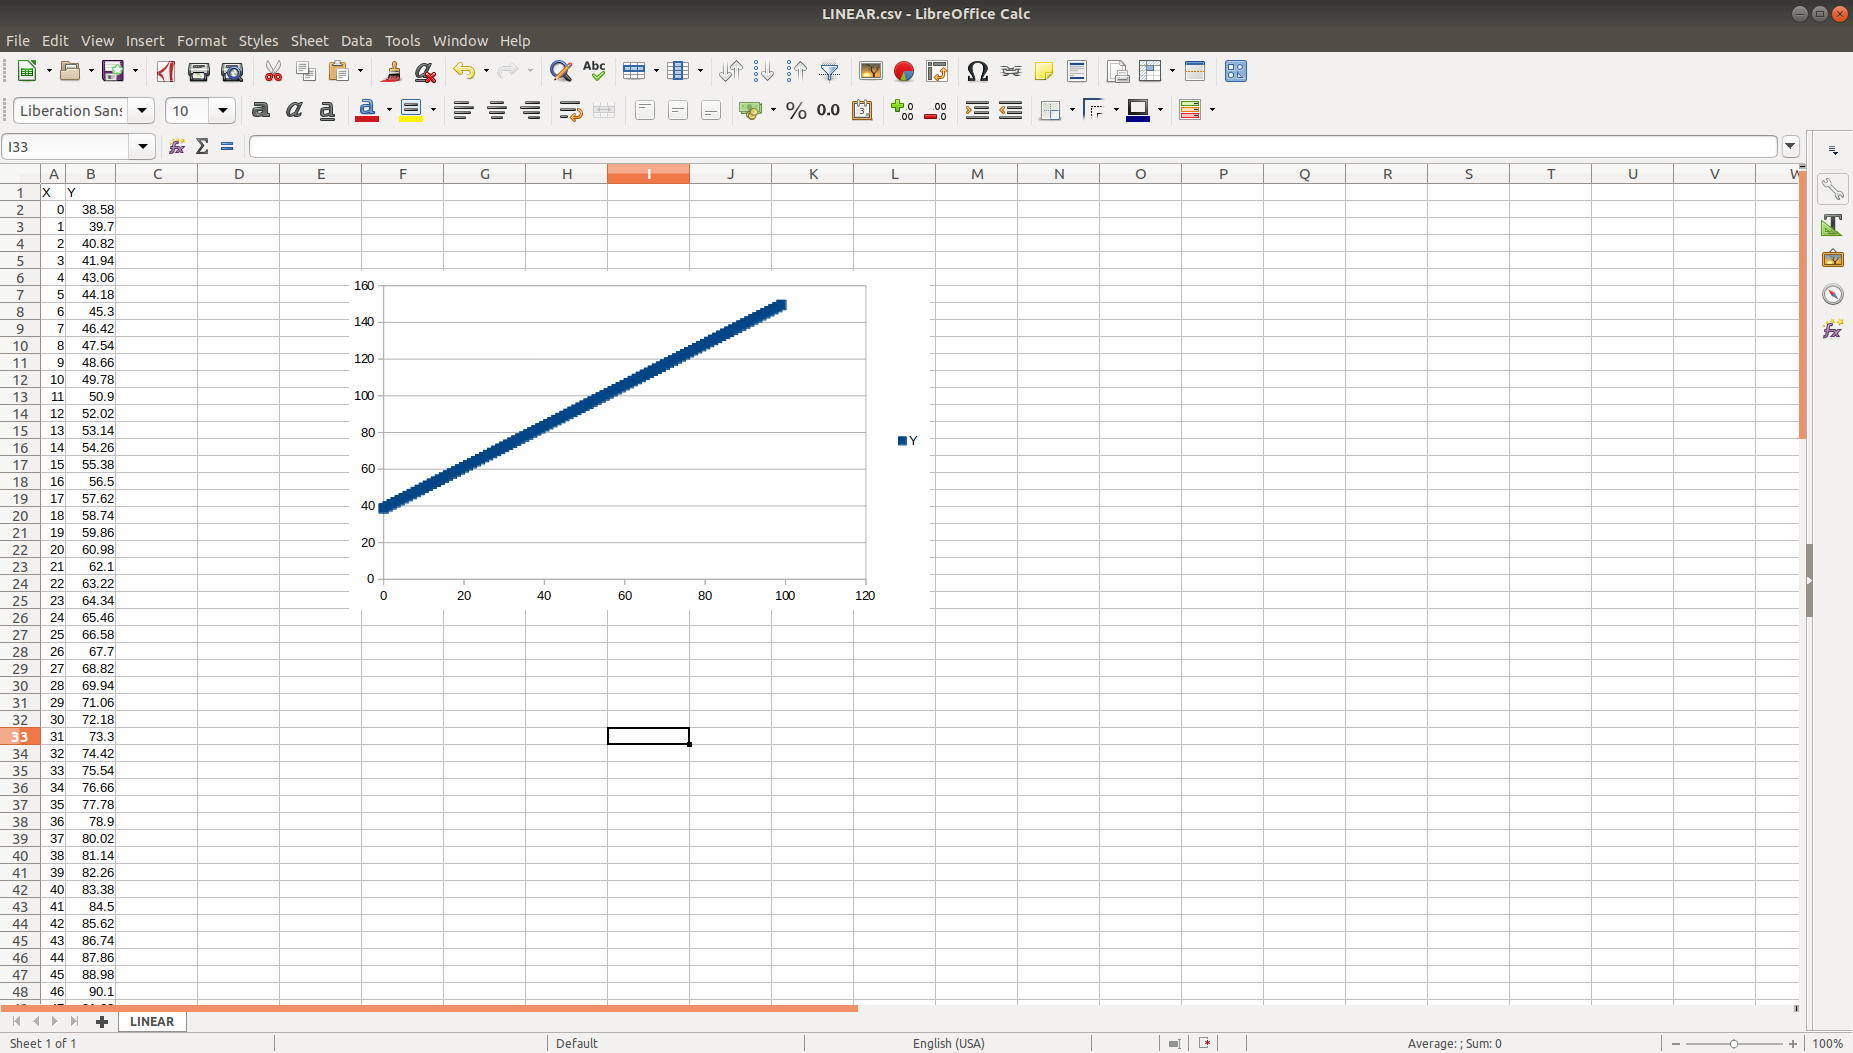 LINEAR.csv - LibreOffice Calc
File Edit View Insert Format Styles Sheet Data Tools Window Help
Abc
Liberation Sans 10 a a a a % 0.0
I33
A B C D E F G H I J K L M N O P Q R S T U V W
1 X Y
2 0 38.58
3 1 39.7
4 2 40.82
5 3 41.94
6 4 43.06
7 5 44.18
8 6 45.3
9 7 46.42
10 8 47.54
11 9 48.66
12 10 49.78
13 11 50.9
14 12 52.02
15 13 53.14
16 14 54.26
17 15 55.38
18 16 56.5
19 17 57.62
20 18 58.74
21 19 59.86
22 20 60.98
23 21 62.1
24 22 63.22
25 23 64.34
26 24 65.46
27 25 66.58
28 26 67.7
29 27 68.82
30 28 69.94
31 29 71.06
32 30 72.18
33 31 73.3
34 32 74.42
35 33 75.54
36 34 76.66
37 35 77.78
38 36 78.9
39 37 80.02
40 38 81.14
41 39 82.26
42 40 83.38
43 41 84.5
44 42 85.62
45 43 86.74
46 44 87.86
47 45 88.98
48 46 90.1
160
140
120
100
80
60
40
20
0
0 20 40 60 80 100 120
Y
LINEAR
Sheet 1 of 1 Default English (USA) Average: ; Sum: 0 100%